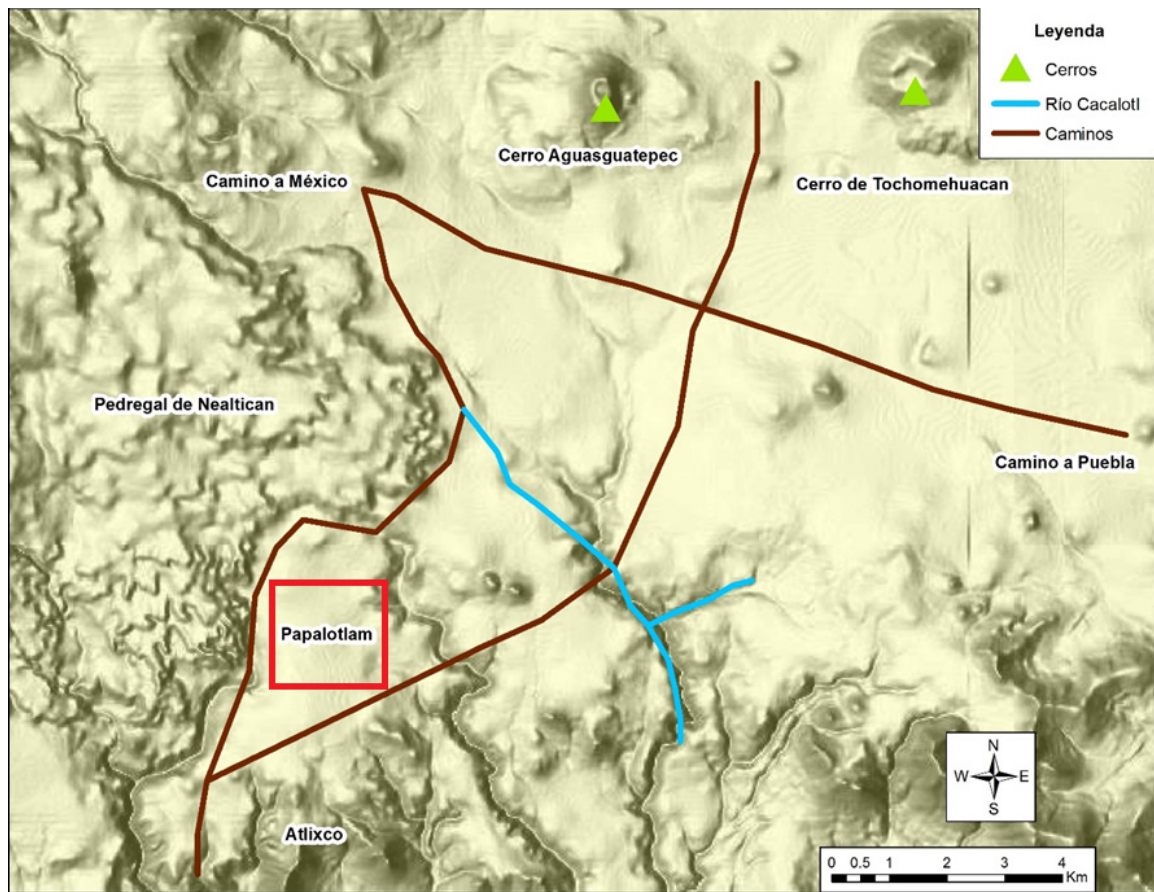 Leyenda
Cerros
Río Cacalotl
Caminos
Cerro Aguasguatepec
Camino a México
Cerro de Tochomehuacan
Pedregal de Nealtican
Camino a Puebla
Papalotlam
Atlixco
N
W E
S
0 0.5 1 2 3 4
Km